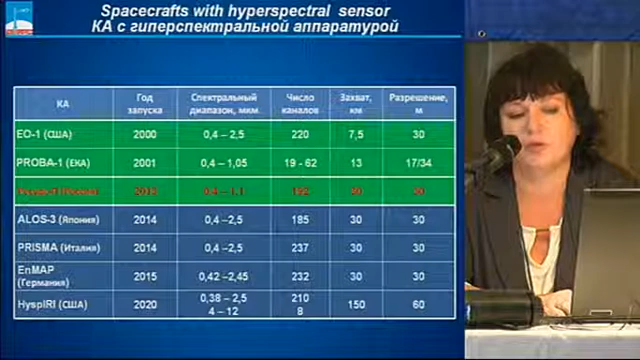 Spacecrafts with hyperspectral sensor
КА с гиперспектральной аппаратурой
КА Год запуска Спектральный диапазон, мкм Число каналов Захват, км Разрешение, м
EO-1 (США) 2000 0,4 – 2,5 220 7,5 30
PROBA-1 (ЕКА) 2001 0,4 – 1,05 19 - 62 13 17/34
ALOS-3 (Япония) 2014 0,4 –2,5 185 30 30
PRISMA (Италия) 2014 0,4 –2,5 237 30 30
EnMAP (Германия) 2015 0,42 –2,45 232 30 30
HyspIRI (США) 2020 0,38 – 2,5 210 150 60
4 – 12 8